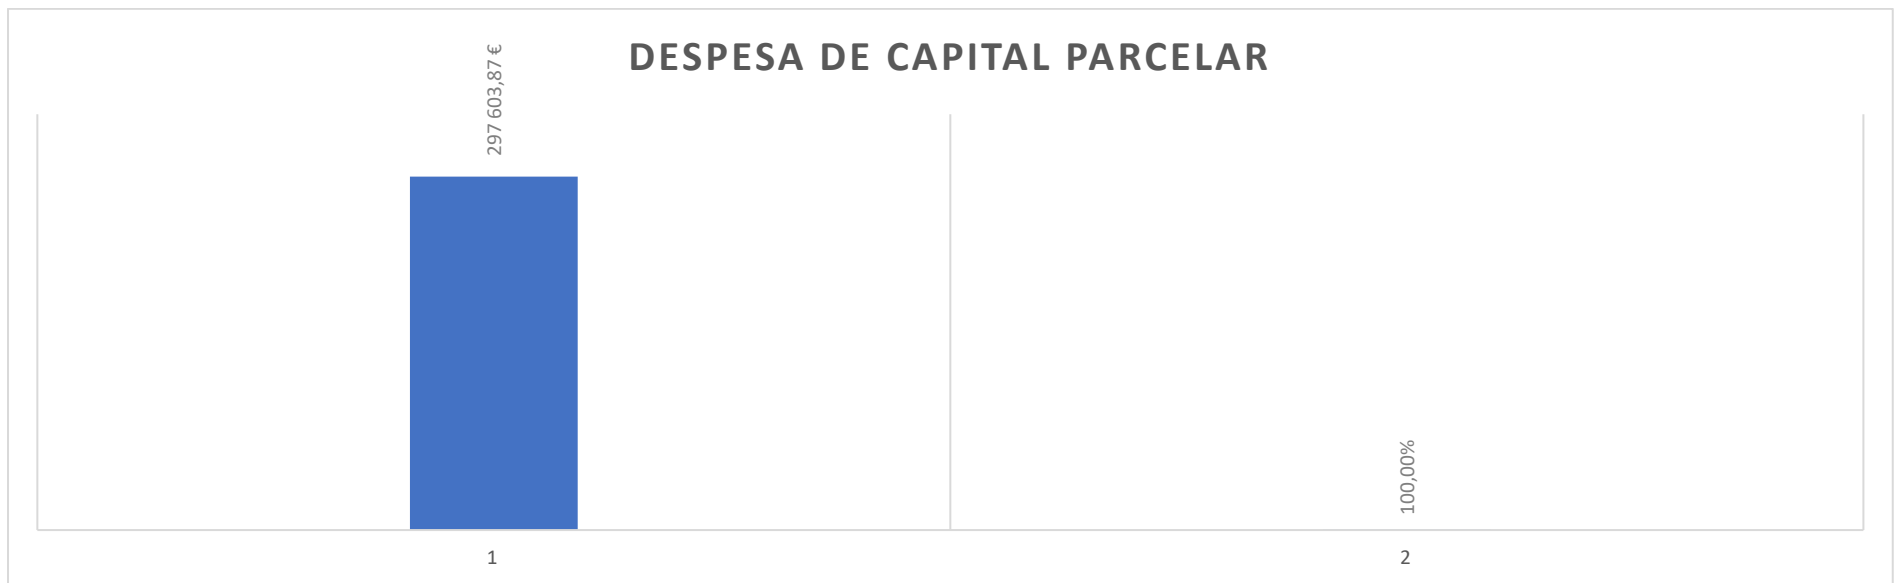 DESPESA DE CAPITAL PARCELAR
297 603,87 €
100,00%
1
2